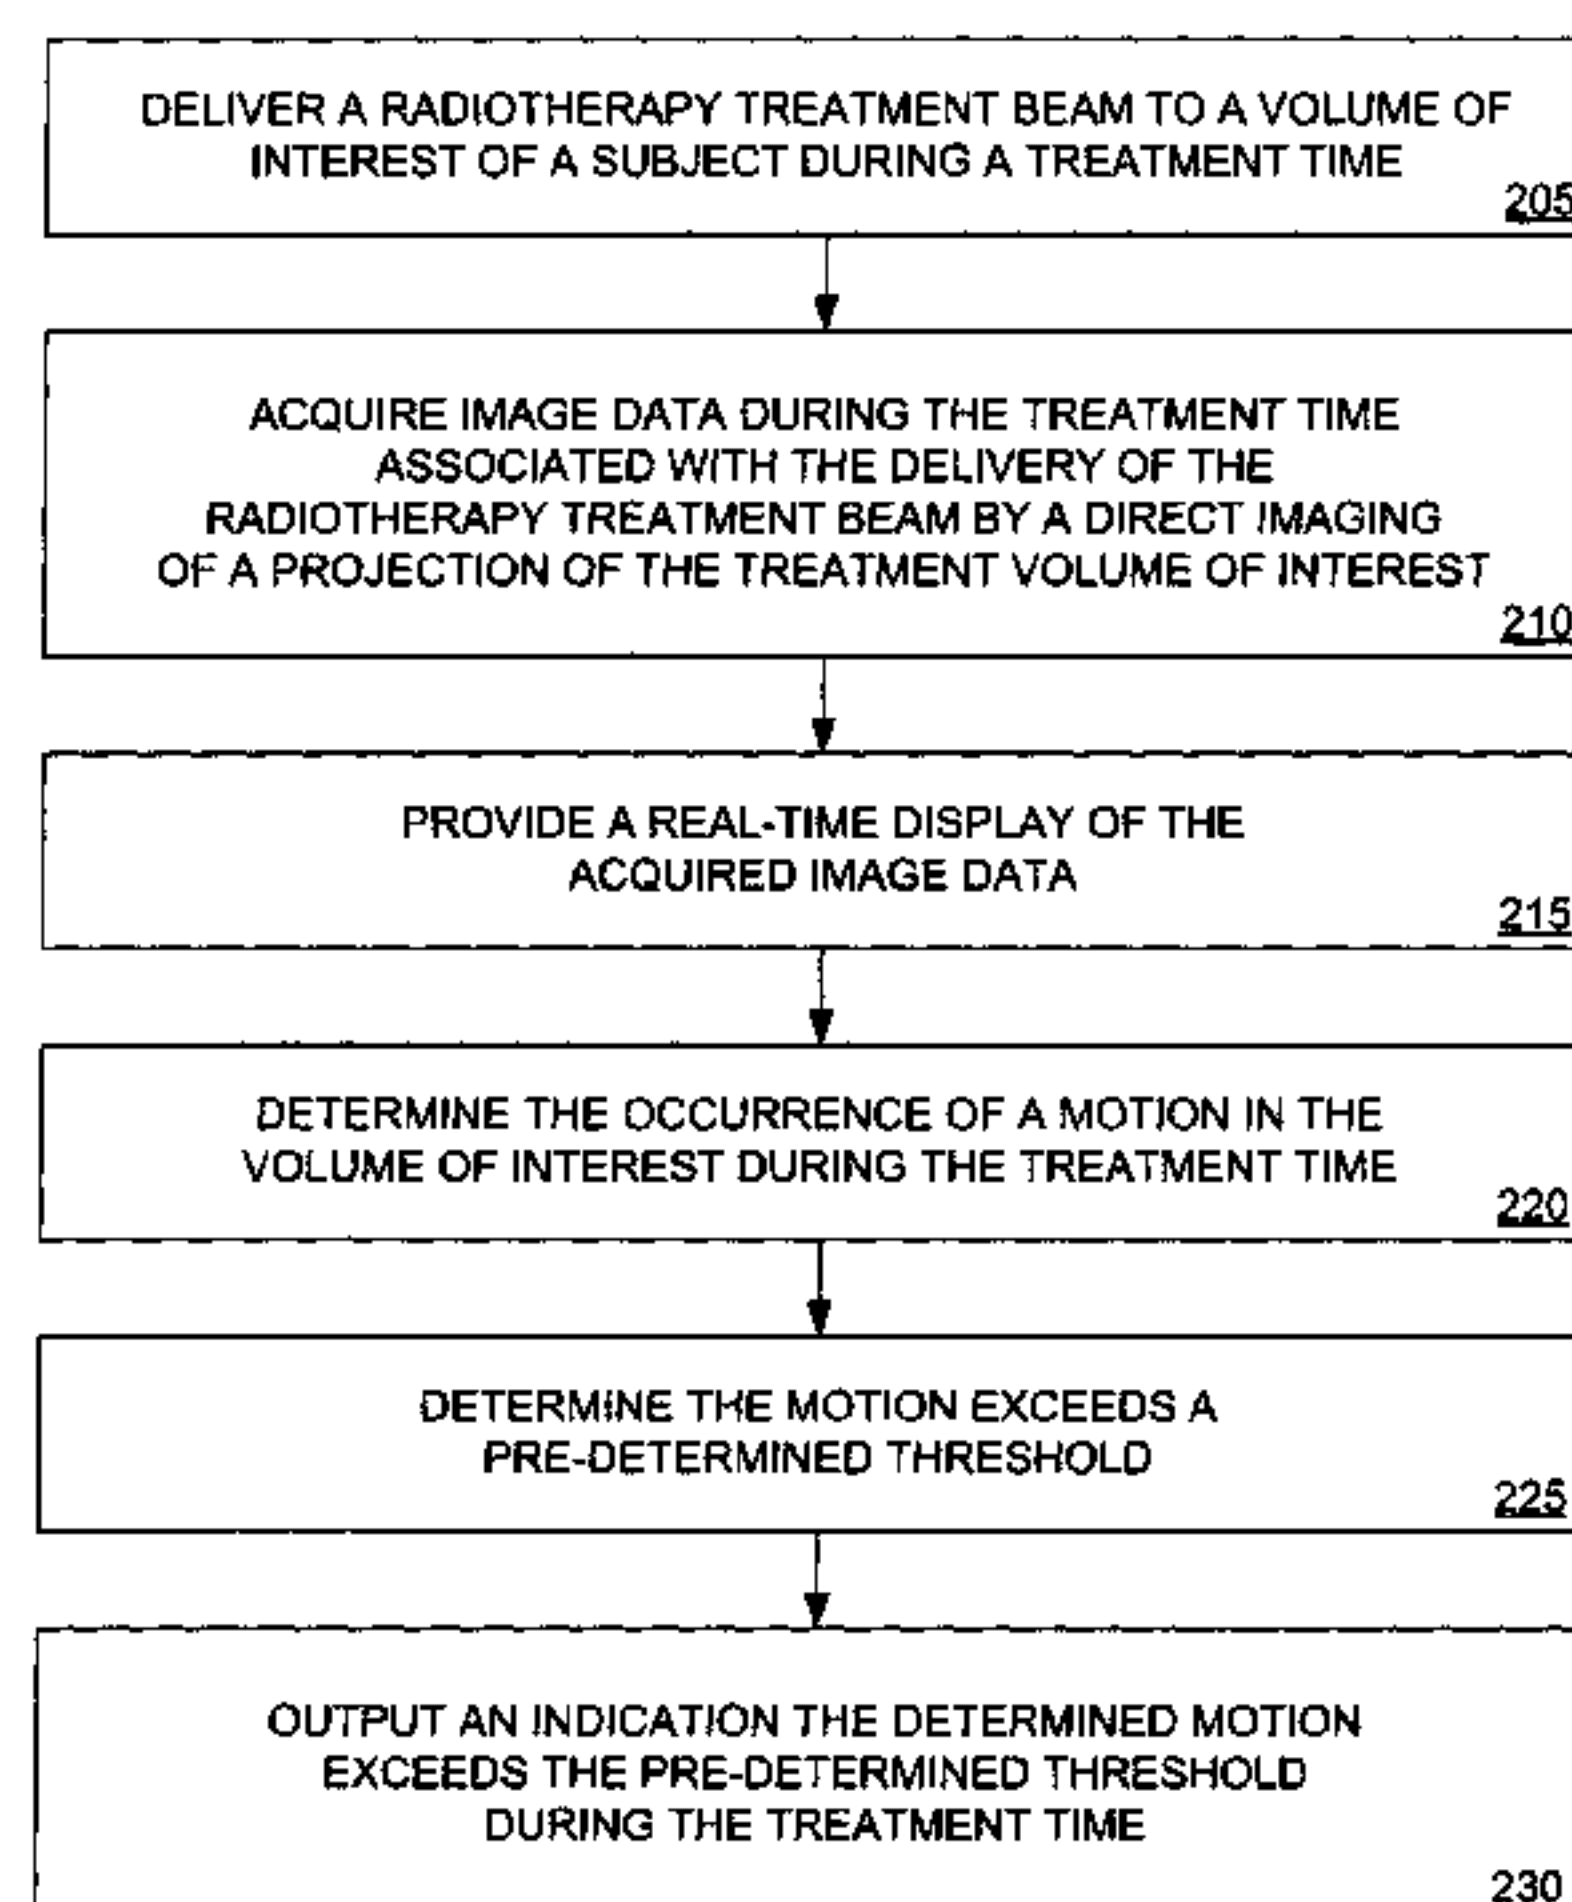 DELIVER A RADIOTHERAPY TREATMENT BEAM TO A VOLUME OF
INTEREST OF A SUBJECT DURING A TREATMENT TIME
205
ACQUIRE IMAGE DATA DURING THE TREATMENT TIME
ASSOCIATED WITH THE DELIVERY OF THE
RADIOTHERAPY TREATMENT BEAM BY A DIRECT IMAGING
OF A PROJECTION OF THE TREATMENT VOLUME OF INTEREST
210
PROVIDE A REAL-TIME DISPLAY OF THE
ACQUIRED IMAGE DATA
215
DETERMINE THE OCCURRENCE OF A MOTION IN THE
VOLUME OF INTEREST DURING THE TREATMENT TIME
220
DETERMINE THE MOTION EXCEEDS A
PRE-DETERMINED THRESHOLD
225
OUTPUT AN INDICATION THE DETERMINED MOTION
EXCEEDS THE PRE-DETERMINED THRESHOLD
DURING THE TREATMENT TIME
230